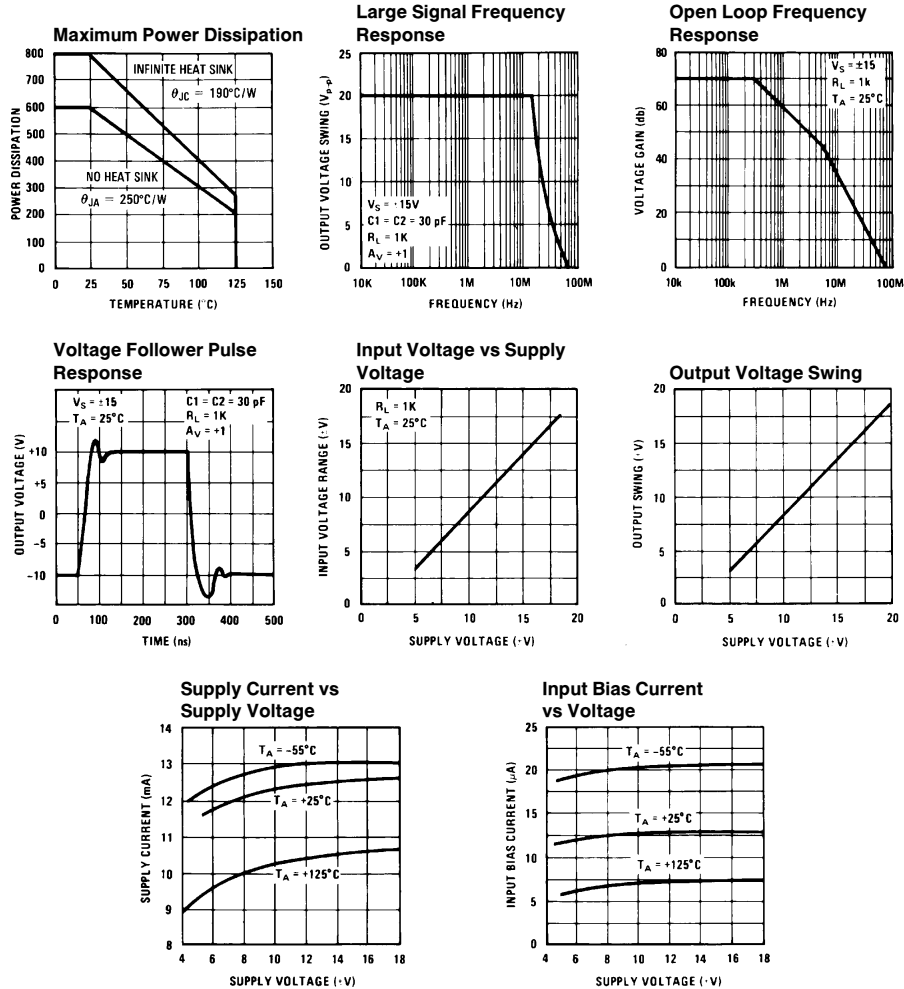 Maximum Power Dissipation
POWER DISSIPATION
800
700
600
500
400
300
200
100
0
INFINITE HEAT SINK
θJC = 190°C/W
NO HEAT SINK
θJA = 250°C/W
0 25 50 75 100 125 150
TEMPERATURE (°C)
Large Signal Frequency
Response
OUTPUT VOLTAGE SWING (Vp-p)
25
20
15
10
5
0
VS = ±15V
C1 = C2 = 30 pF
RL = 1K
AV = +1
10K 100K 1M 10M 100M
FREQUENCY (Hz)
Open Loop Frequency
Response
VOLTAGE GAIN (db)
80
60
40
20
0
VS = ±15
RL = 1k
TA = 25°C
10k 100k 1M 10M 100M
FREQUENCY (Hz)
Voltage Follower Pulse
Response
OUTPUT VOLTAGE (V)
+10
+5
0
-5
-10
VS = ±15
TA = 25°C
C1 = C2 = 30 pF
RL = 1K
AV = +1
0 100 200 300 400 500
TIME (ns)
Input Voltage vs Supply
Voltage
INPUT VOLTAGE RANGE (±V)
20
15
10
5
0
RL = 1K
TA = 25°C
0 5 10 15 20
SUPPLY VOLTAGE (±V)
Output Voltage Swing
OUTPUT SWING (±V)
20
15
10
5
0
0 5 10 15 20
SUPPLY VOLTAGE (±V)
Supply Current vs
Supply Voltage
SUPPLY CURRENT (mA)
14
13
12
11
10
9
8
TA = -55°C
TA = +25°C
TA = +125°C
4 6 8 10 12 14 16 18
SUPPLY VOLTAGE (±V)
Input Bias Current
vs Voltage
INPUT BIAS CURRENT (μA)
25
20
15
10
5
0
TA = -55°C
TA = +25°C
TA = +125°C
4 6 8 10 12 14 16 18
SUPPLY VOLTAGE (±V)